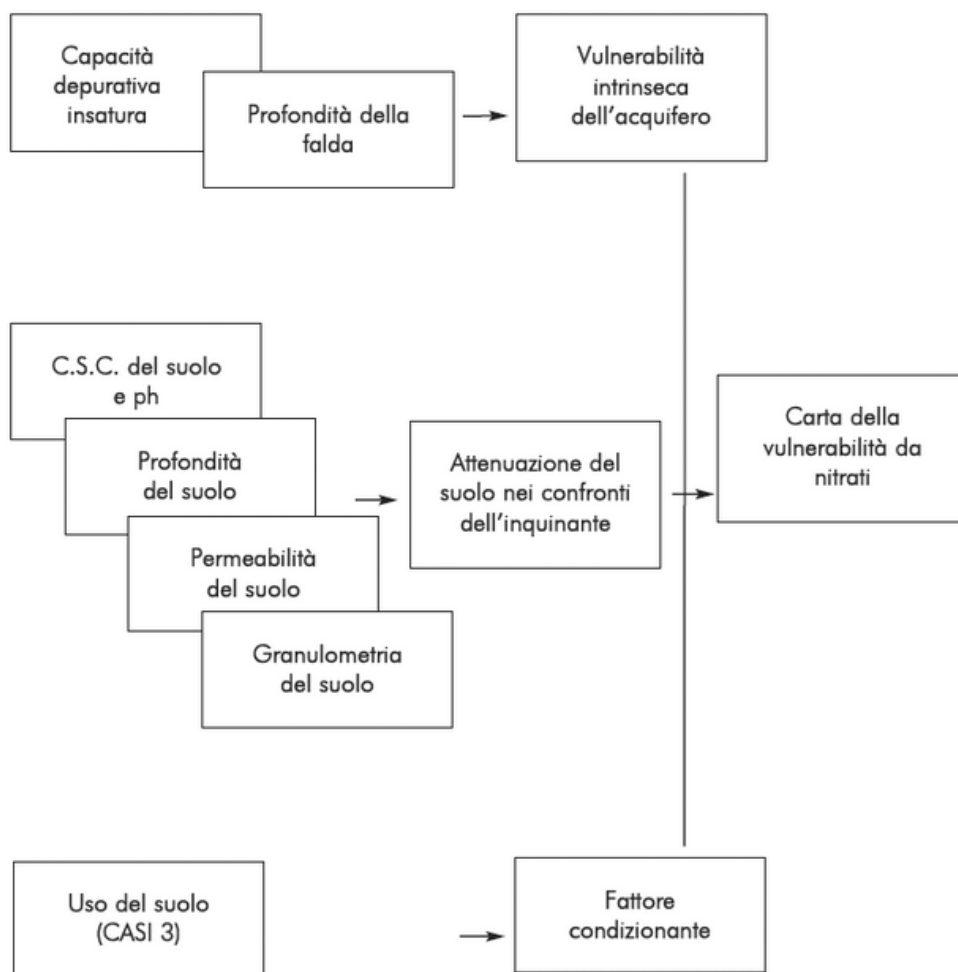 Capacità
depurativa
insatura
Profondità della
falda
Vulnerabilità
intrinseca
dell'acquifero
C.S.C. del suolo
e ph
Profondità
del suolo
Permeabilità
del suolo
Granulometria
del suolo
Attenuazione del
suolo nei confronti
dell'inquinante
Carta della
vulnerabilità da
nitrati
Uso del suolo
(CASI 3)
Fattore
condizionante